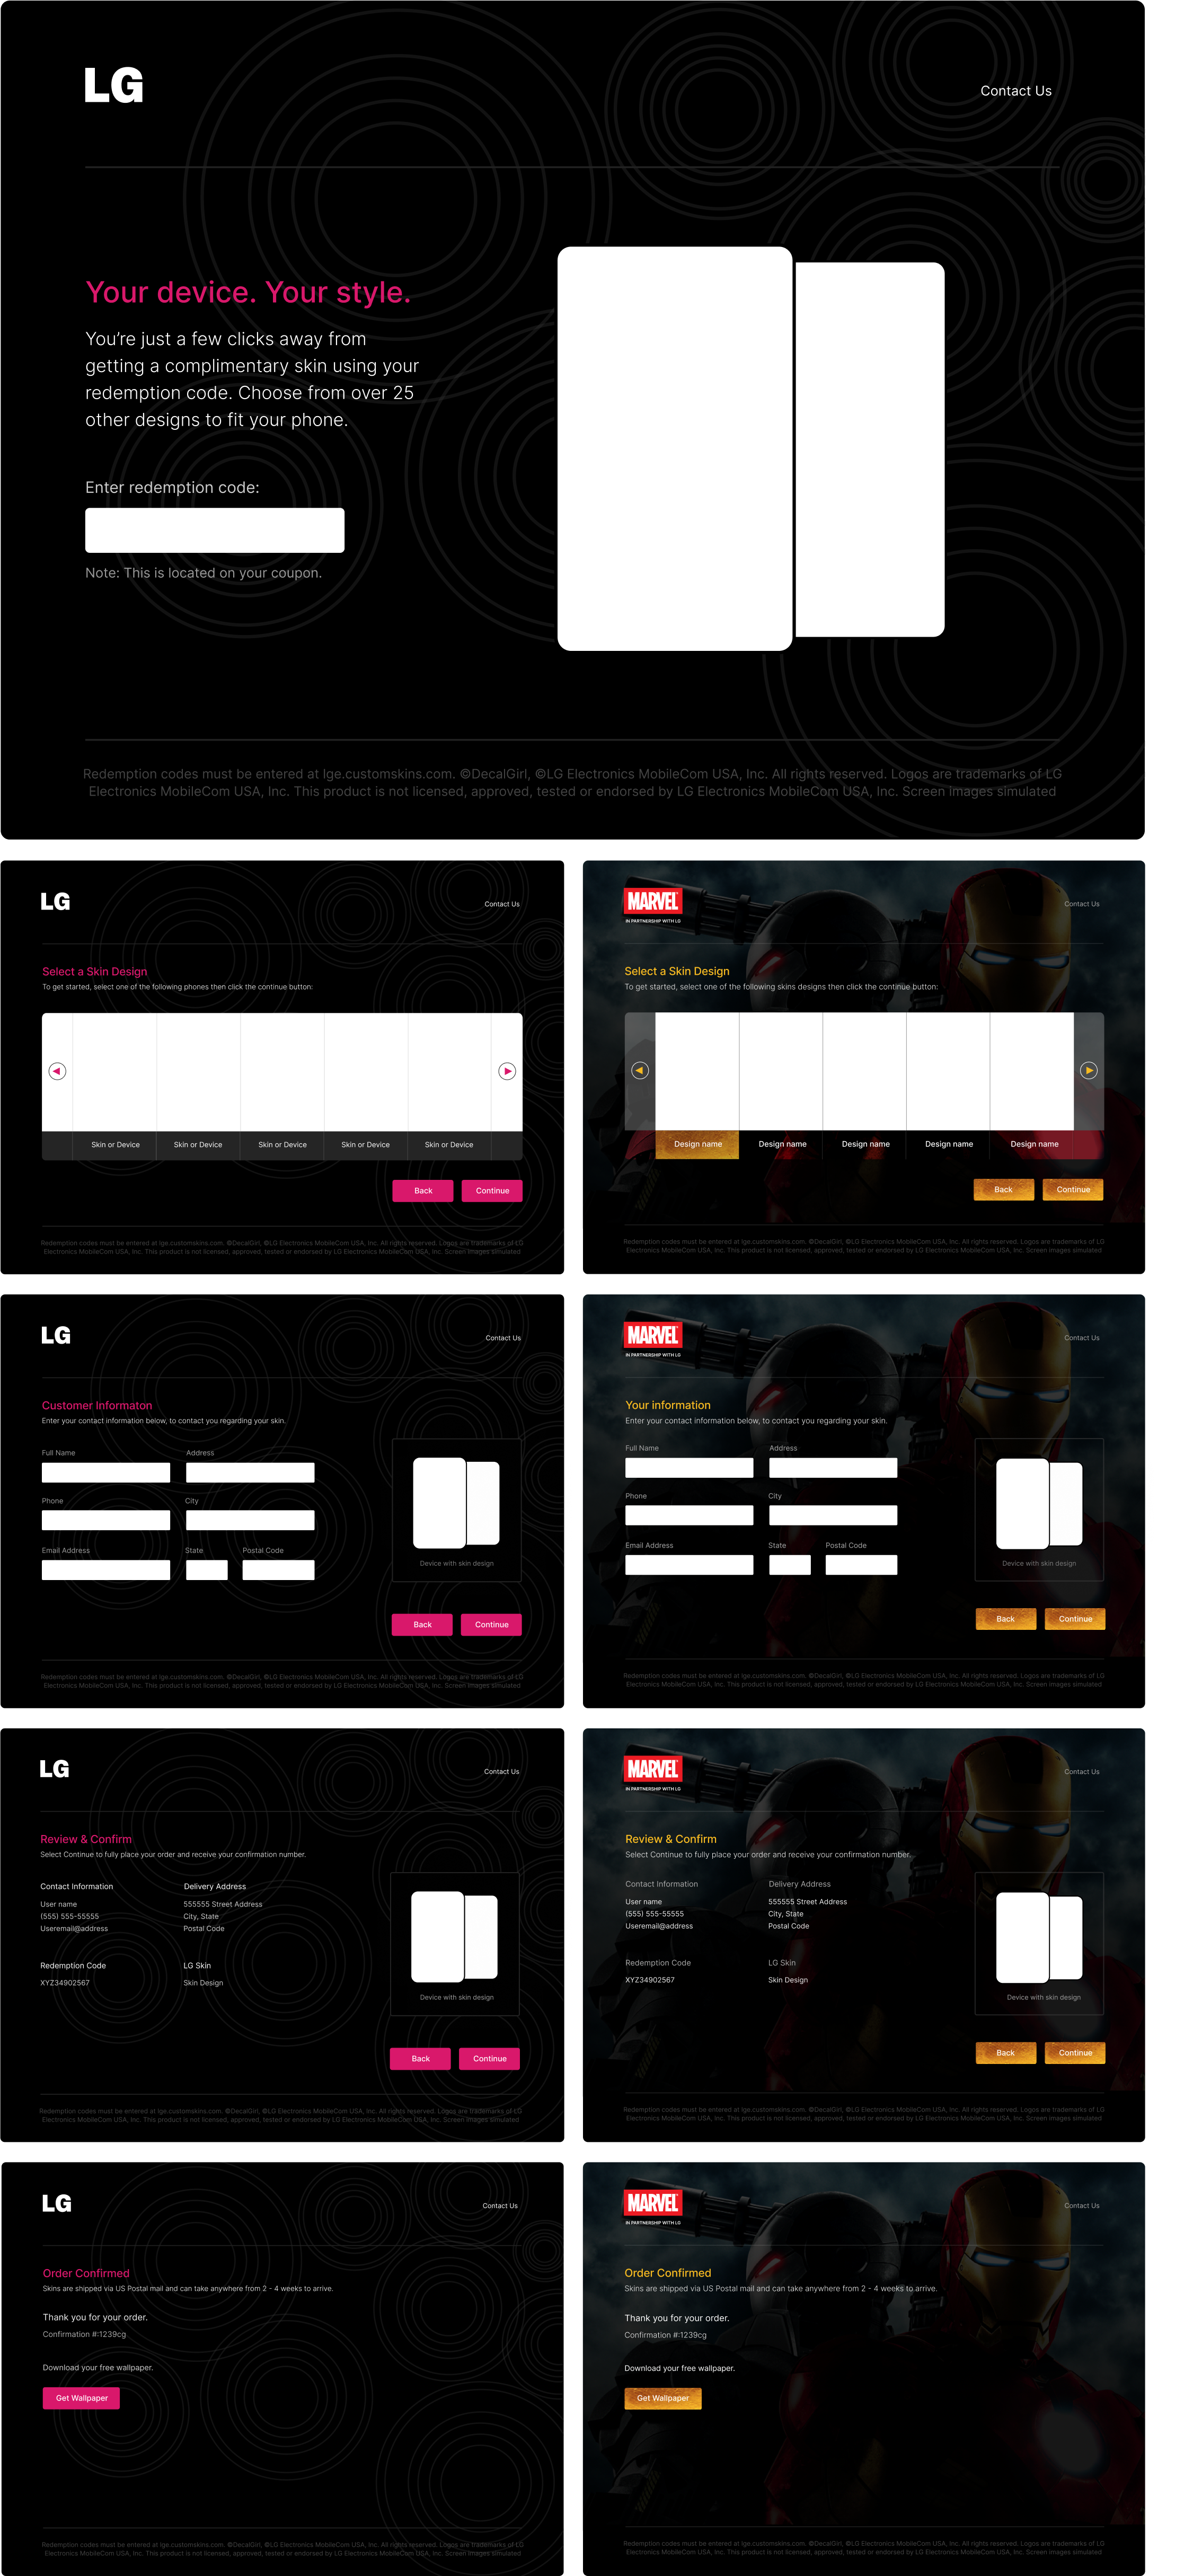 LG
Contact Us
Your device. Your style.
You’re just a few clicks away from
getting a complimentary skin using your
redemption code. Choose from over 25
other designs to fit your phone.
Enter redemption code:
Note: This is located on your coupon.
Redemption codes must be entered at lge.customskins.com. ©DecalGirl, ©LG Electronics MobileCom USA, Inc. All rights reserved. Logos are trademarks of LG
Electronics MobileCom USA, Inc. This product is not licensed, approved, tested or endorsed by LG Electronics MobileCom USA, Inc. Screen images simulated
LG
Contact Us
Select a Skin Design
To get started, select one of the following phones then click the continue button:
Skin or Device Skin or Device Skin or Device Skin or Device Skin or Device
Back Continue
Redemption codes must be entered at lge.customskins.com. ©DecalGirl, ©LG Electronics MobileCom USA, Inc. All rights reserved. Logos are trademarks of LG
Electronics MobileCom USA, Inc. This product is not licensed, approved, tested or endorsed by LG Electronics MobileCom USA, Inc. Screen images simulated
MARVEL
IN PARTNERSHIP WITH LG
Contact Us
Select a Skin Design
To get started, select one of the following skins designs then click the continue button:
Design name Design name Design name Design name Design name
Back Continue
Redemption codes must be entered at lge.customskins.com. ©DecalGirl, ©LG Electronics MobileCom USA, Inc. All rights reserved. Logos are trademarks of LG
Electronics MobileCom USA, Inc. This product is not licensed, approved, tested or endorsed by LG Electronics MobileCom USA, Inc. Screen images simulated
LG
Contact Us
Customer Informaton
Enter your contact information below, to contact you regarding your skin.
Full Name Address
Phone City
Email Address State Postal Code
Device with skin design
Back Continue
Redemption codes must be entered at lge.customskins.com. ©DecalGirl, ©LG Electronics MobileCom USA, Inc. All rights reserved. Logos are trademarks of LG
Electronics MobileCom USA, Inc. This product is not licensed, approved, tested or endorsed by LG Electronics MobileCom USA, Inc. Screen images simulated
MARVEL
IN PARTNERSHIP WITH LG
Contact Us
Your information
Enter your contact information below, to contact you regarding your skin.
Full Name Address
Phone City
Email Address State Postal Code
Device with skin design
Back Continue
Redemption codes must be entered at lge.customskins.com. ©DecalGirl, ©LG Electronics MobileCom USA, Inc. All rights reserved. Logos are trademarks of LG
Electronics MobileCom USA, Inc. This product is not licensed, approved, tested or endorsed by LG Electronics MobileCom USA, Inc. Screen images simulated
LG
Contact Us
Review & Confirm
Select Continue to fully place your order and receive your confirmation number.
Contact Information Delivery Address
User name 555555 Street Address
(555) 555-55555 City, State
Useremail@address Postal Code
Redemption Code LG Skin
XYZ34902567 Skin Design
Device with skin design
Back Continue
Redemption codes must be entered at lge.customskins.com. ©DecalGirl, ©LG Electronics MobileCom USA, Inc. All rights reserved. Logos are trademarks of LG
Electronics MobileCom USA, Inc. This product is not licensed, approved, tested or endorsed by LG Electronics MobileCom USA, Inc. Screen images simulated
MARVEL
IN PARTNERSHIP WITH LG
Contact Us
Review & Confirm
Select Continue to fully place your order and receive your confirmation number.
Contact Information Delivery Address
User name 555555 Street Address
(555) 555-55555 City, State
Useremail@address Postal Code
Redemption Code LG Skin
XYZ34902567 Skin Design
Device with skin design
Back Continue
Redemption codes must be entered at lge.customskins.com. ©DecalGirl, ©LG Electronics MobileCom USA, Inc. All rights reserved. Logos are trademarks of LG
Electronics MobileCom USA, Inc. This product is not licensed, approved, tested or endorsed by LG Electronics MobileCom USA, Inc. Screen images simulated
LG
Contact Us
Order Confirmed
Skins are shipped via US Postal mail and can take anywhere from 2 - 4 weeks to arrive.
Thank you for your order.
Confirmation #:1239cg
Download your free wallpaper.
Get Wallpaper
Redemption codes must be entered at lge.customskins.com. ©DecalGirl, ©LG Electronics MobileCom USA, Inc. All rights reserved. Logos are trademarks of LG
Electronics MobileCom USA, Inc. This product is not licensed, approved, tested or endorsed by LG Electronics MobileCom USA, Inc. Screen images simulated
MARVEL
IN PARTNERSHIP WITH LG
Contact Us
Order Confirmed
Skins are shipped via US Postal mail and can take anywhere from 2 - 4 weeks to arrive.
Thank you for your order.
Confirmation #:1239cg
Download your free wallpaper.
Get Wallpaper
Redemption codes must be entered at lge.customskins.com. ©DecalGirl, ©LG Electronics MobileCom USA, Inc. All rights reserved. Logos are trademarks of LG
Electronics MobileCom USA, Inc. This product is not licensed, approved, tested or endorsed by LG Electronics MobileCom USA, Inc. Screen images simulated